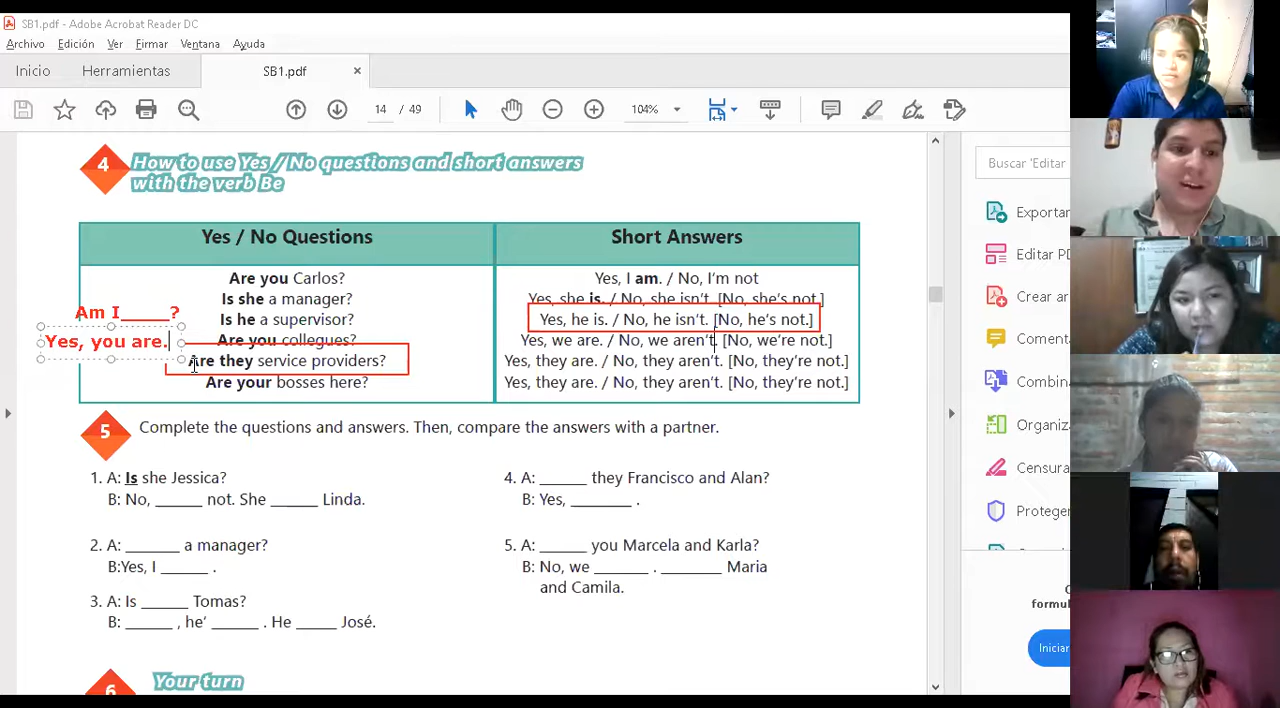 SB1.pdf - Adobe Acrobat Reader DC
Archivo Edición Ver Firmar Ventana Ayuda
Inicio Herramientas SB1.pdf ×
14 / 49 104%
4 How to use Yes / No questions and short answers
with the verb Be
Yes / No Questions Short Answers
Are you Carlos? Yes, I am. / No, I'm not
Is she a manager? Yes, she is. / No, she isn't. [No, she's not.]
Am I_____?
Is he a supervisor? Yes, he is. / No, he isn't. [No, he's not.]
Yes, you are.
Are you collegues? Yes, we are. / No, we aren't. [No, we're not.]
Are they service providers? Yes, they are. / No, they aren't. [No, they're not.]
Are your bosses here? Yes, they are. / No, they aren't. [No, they're not.]
5 Complete the questions and answers. Then, compare the answers with a partner.
1. A: Is she Jessica?
B: No, ______ not. She ______ Linda.
2. A: _______ a manager?
B:Yes, I ______ .
3. A: Is ______ Tomas?
B: ______ , he' ______ . He _____ José.
4. A: ______ they Francisco and Alan?
B: Yes, ________ .
5. A: ______ you Marcela and Karla?
B: No, we _______ . ________ Maria
and Camila.
6 Your turn
Buscar 'Editar
Exportar
Editar PD
Crear ar
Comenta
Combina
Organiza
Censura
Proteger
formul
Iniciar